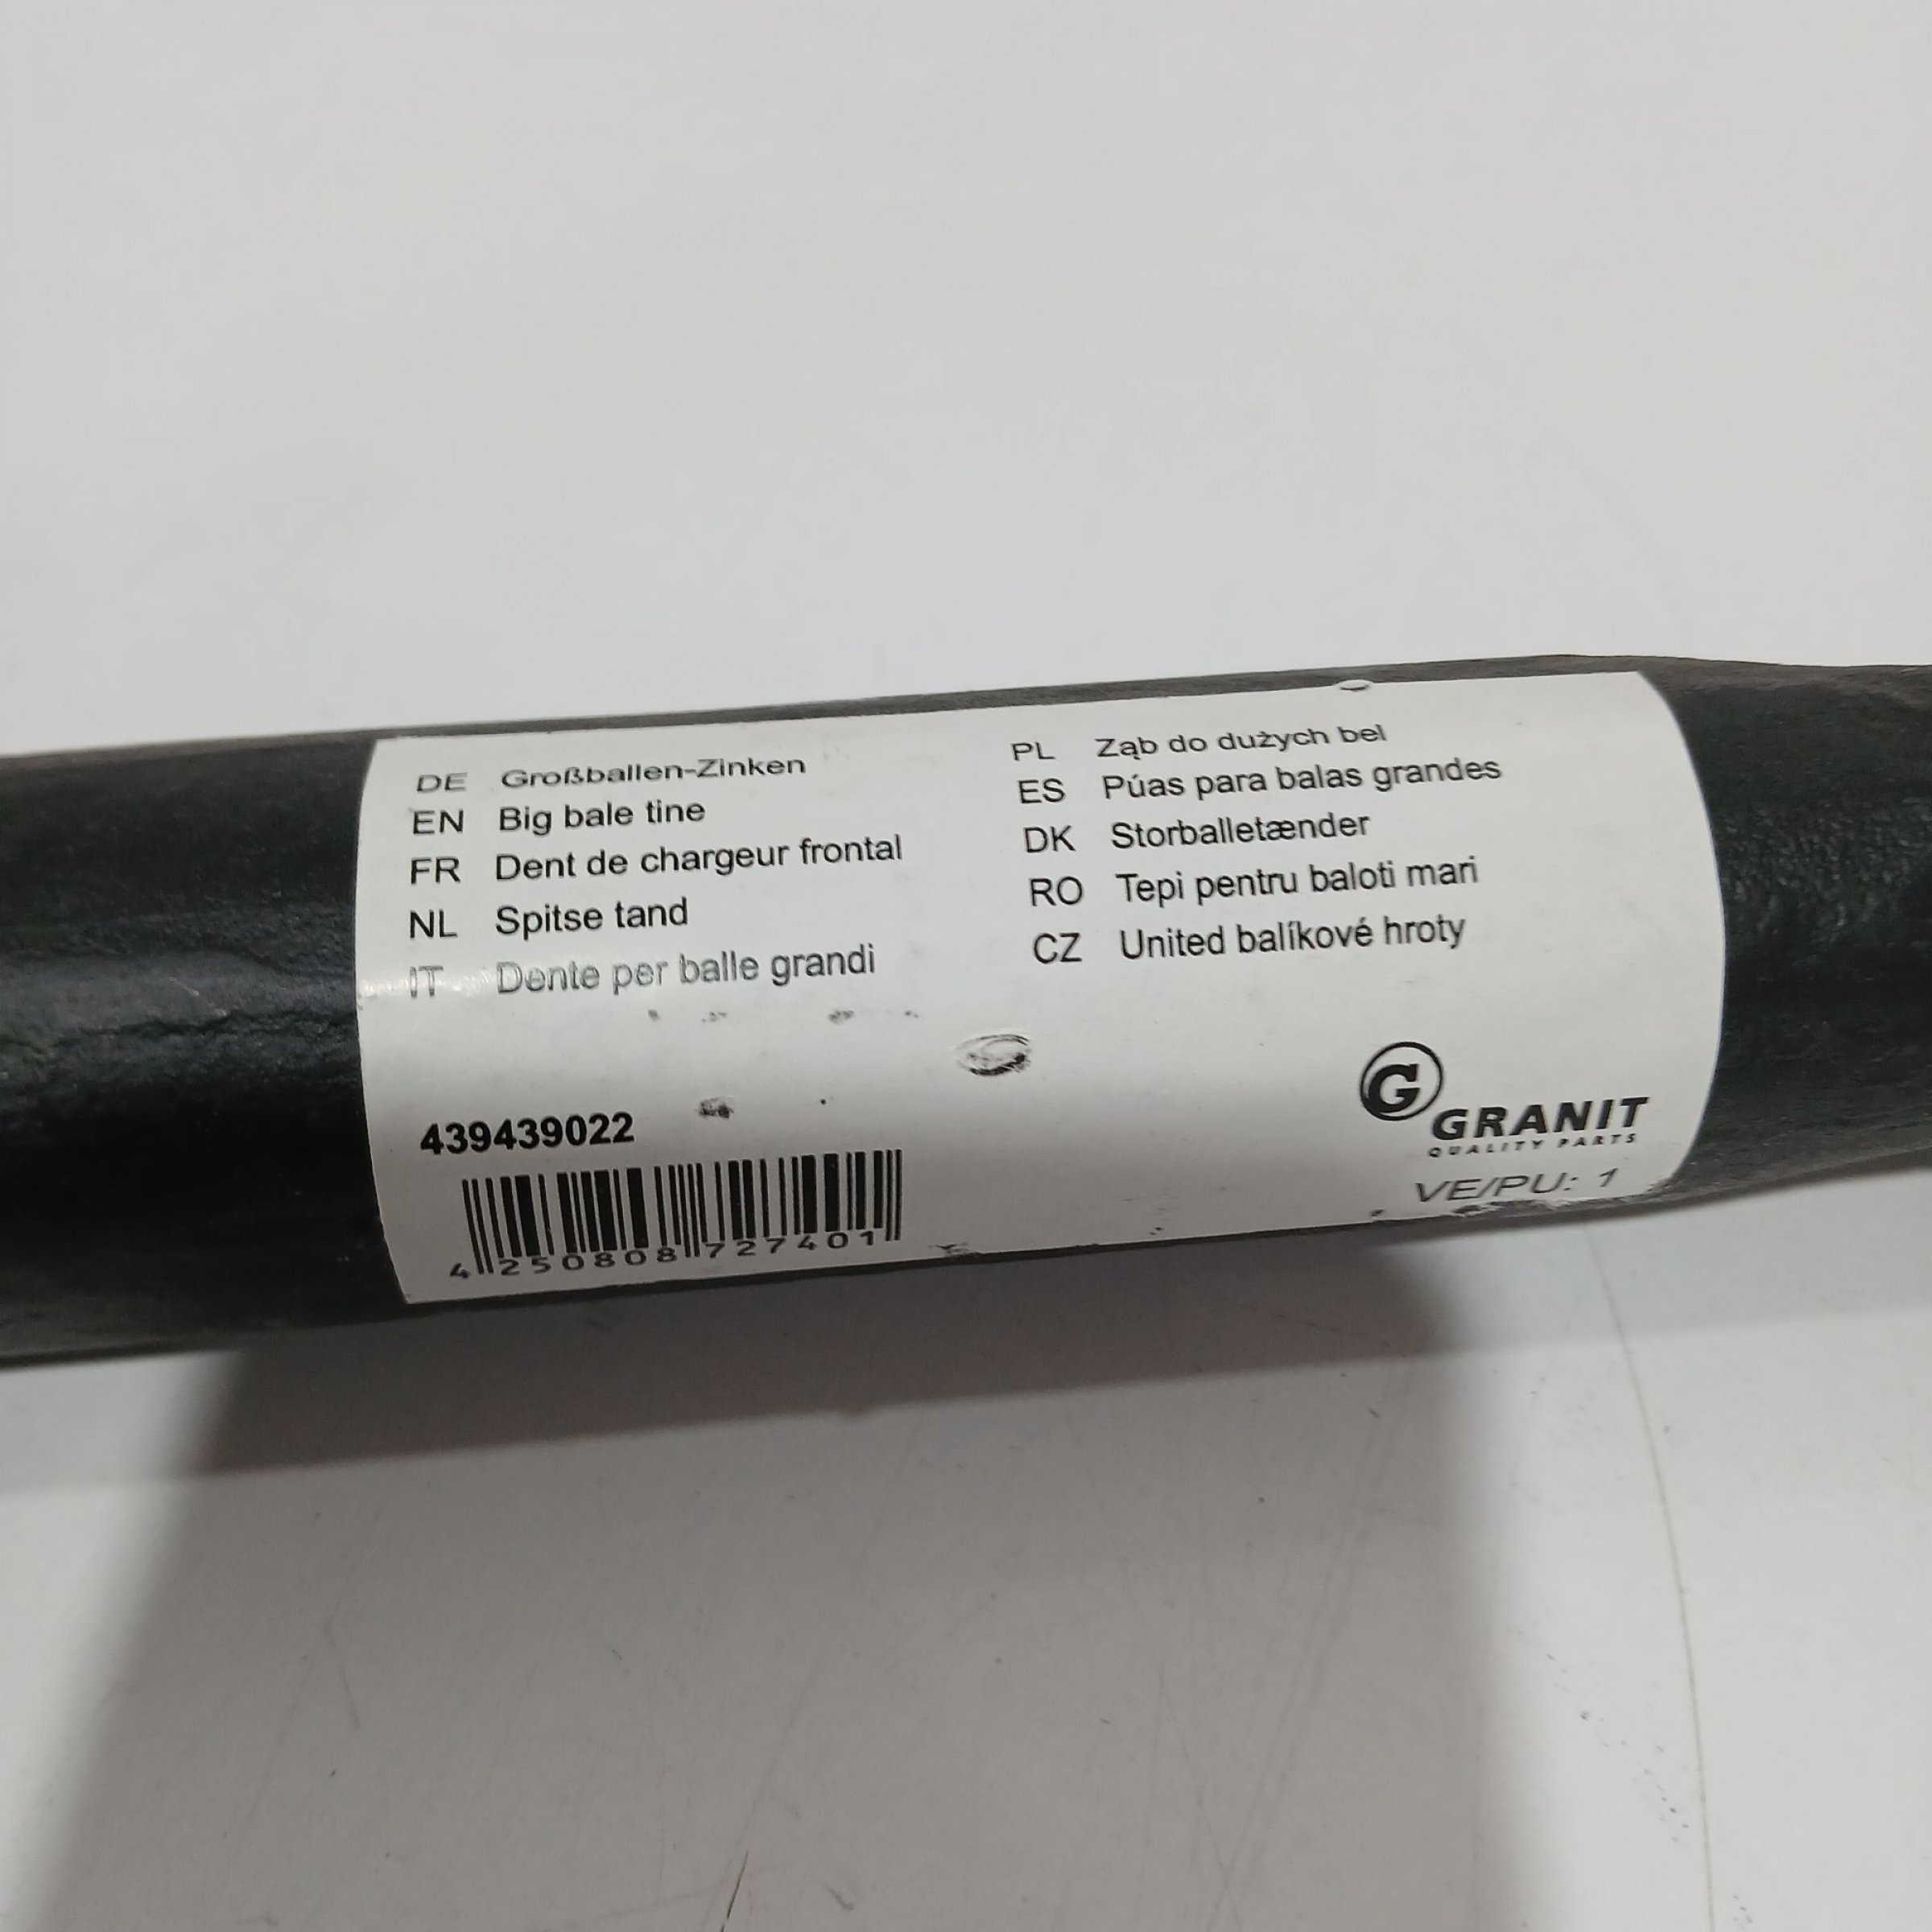 DE Großballen-Zinken
EN Big bale tine
FR Dent de chargeur frontal
NL Spitse tand
IT Dente per balle grandi
PL Ząb do dużych bel
ES Púas para balas grandes
DK Storballetænder
RO Tepi pentru baloti mari
CZ United balíkové hroty
439439022
4 250808 727401
G
GRANIT
QUALITY PARTS
VE/PU: 1